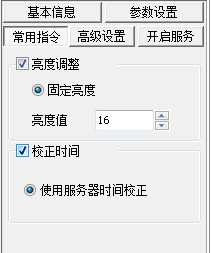 基本信息 参数设置
常用指令 高级设置 开启服务
亮度调整
固定亮度
亮度值 16
校正时间
使用服务器时间校正